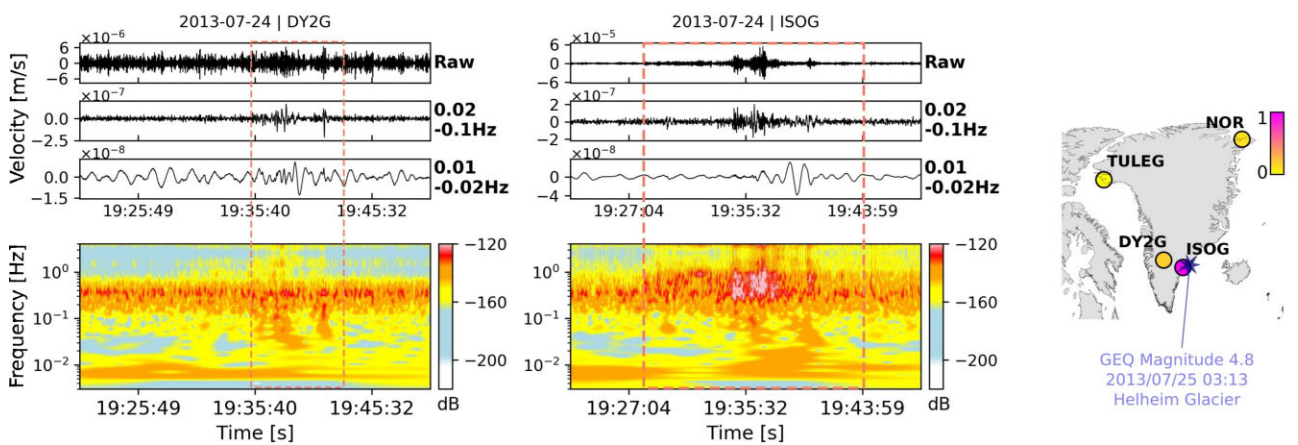 2013-07-24 | DY2G
×10⁻⁶
6
0
−6
Raw
×10⁻⁷
0.0
−2.5
0.02
-0.1Hz
×10⁻⁸
0.0
−1.5
0.01
-0.02Hz
19:25:49 19:35:40 19:45:32
Velocity [m/s]
10⁰
10⁻¹
10⁻²
Frequency [Hz]
19:25:49 19:35:40 19:45:32
Time [s]
−120
−160
−200
dB
2013-07-24 | ISOG
×10⁻⁵
6
0
−6
Raw
×10⁻⁷
2
0
−2
0.02
-0.1Hz
×10⁻⁸
0
−4
0.01
-0.02Hz
19:27:04 19:35:32 19:43:59
10⁰
10⁻¹
10⁻²
19:27:04 19:35:32 19:43:59
Time [s]
−120
−160
−200
dB
NOR
1
0
TULEG
DY2G
ISOG
GEQ Magnitude 4.8
2013/07/25 03:13
Helheim Glacier